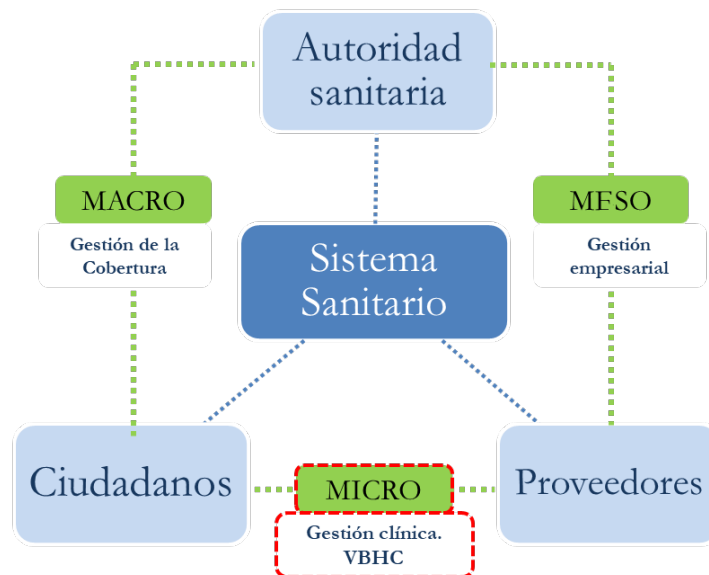 Autoridad
sanitaria
MACRO
Gestión de la
Cobertura
MESO
Gestión
empresarial
Sistema
Sanitario
Ciudadanos
MICRO
Gestión clínica.
VBHC
Proveedores